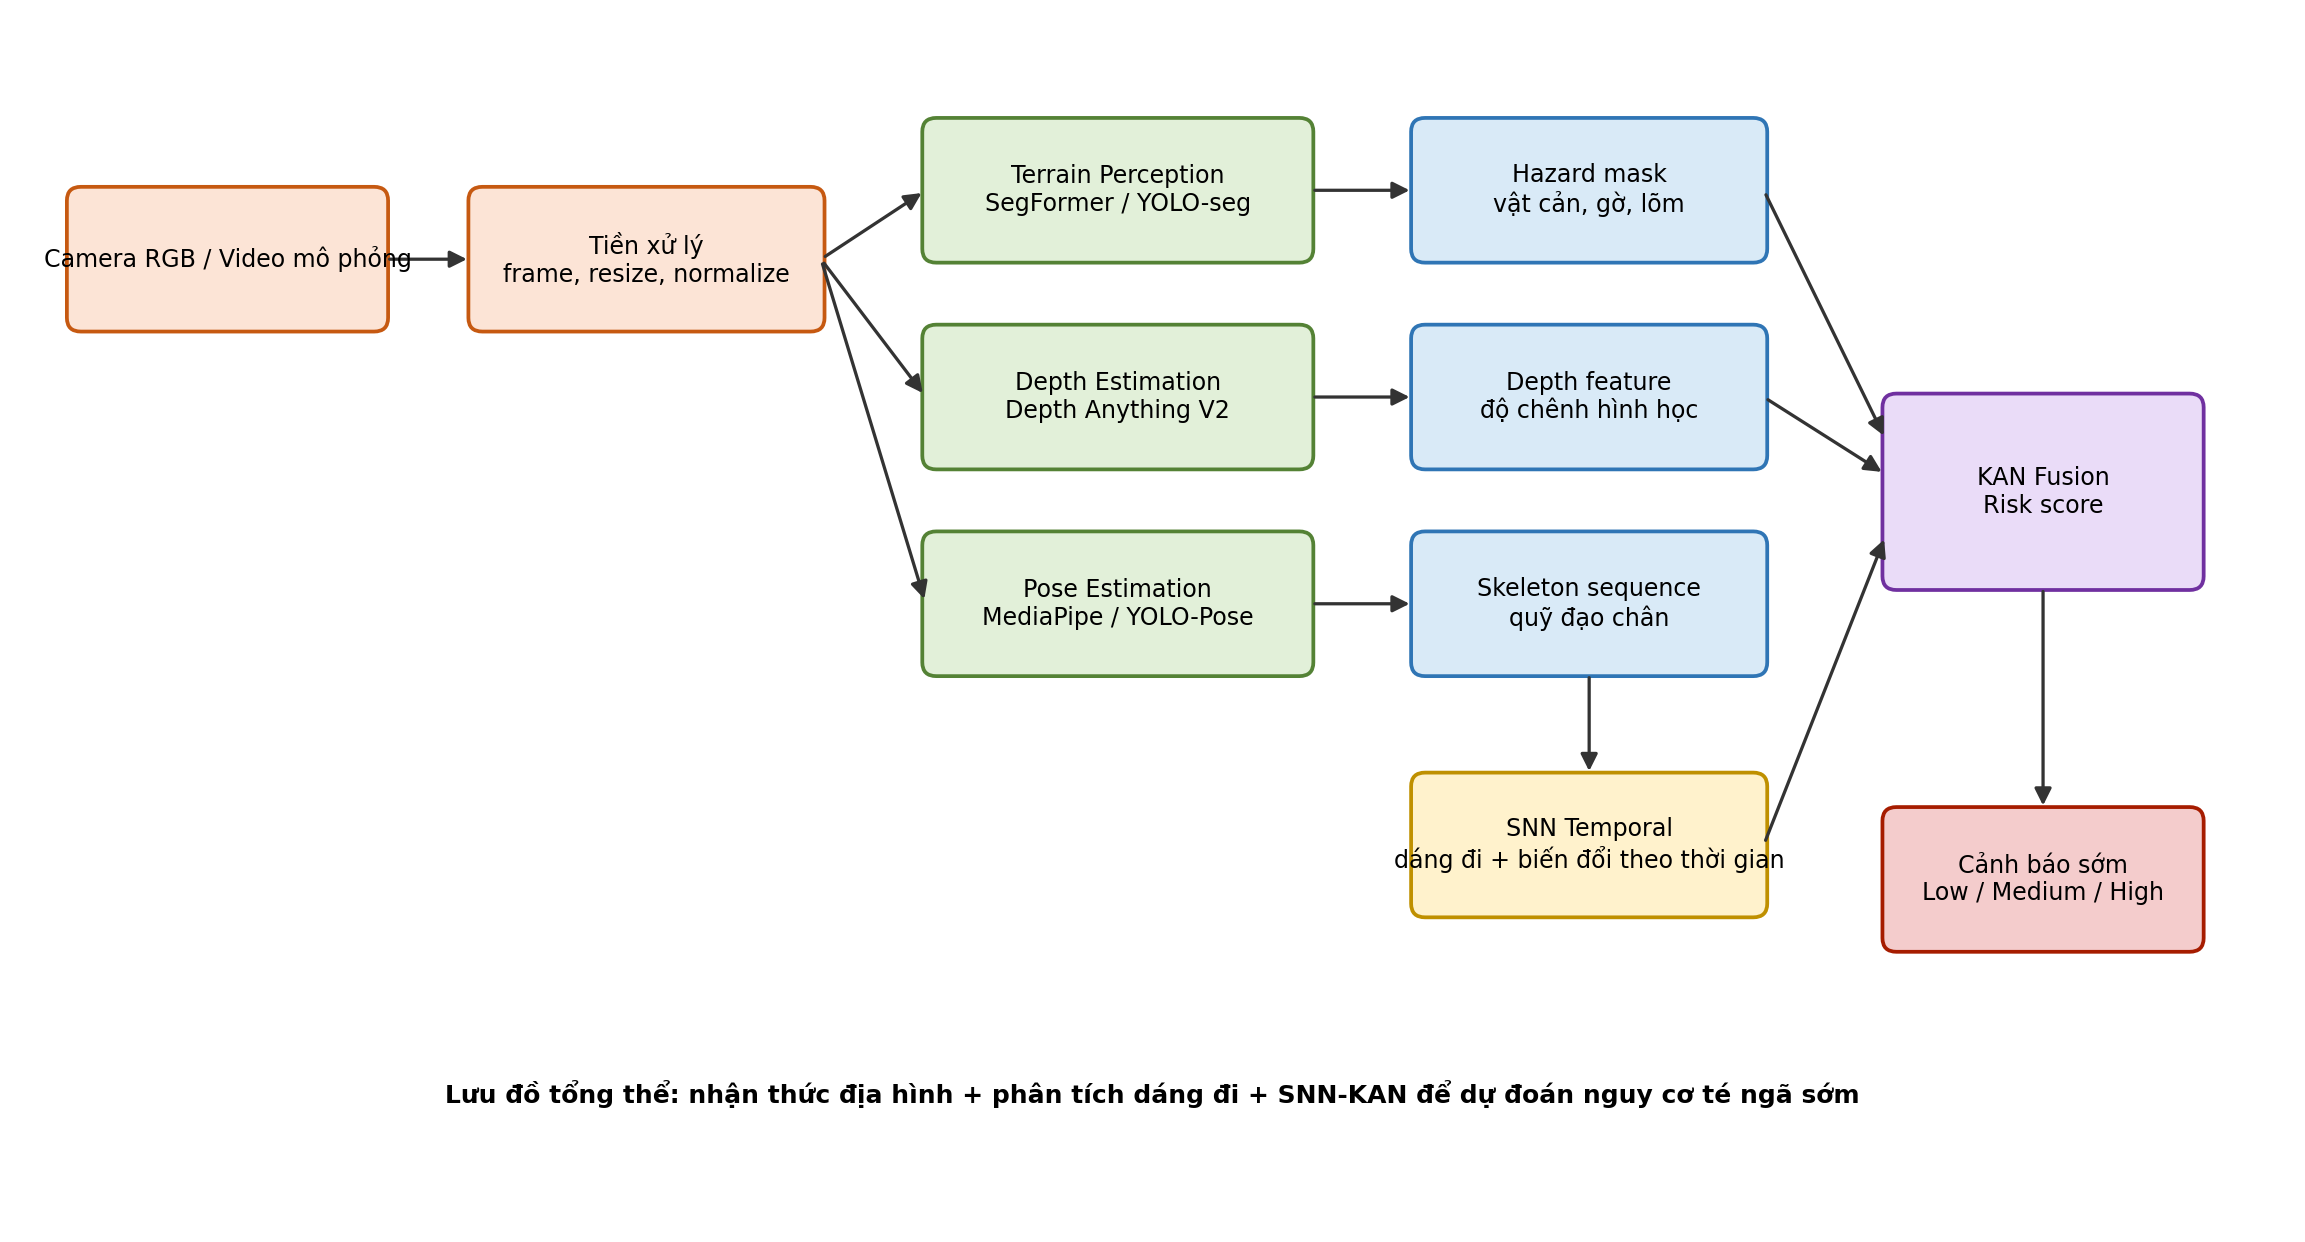 Camera RGB / Video mô phỏng
Tiền xử lý
frame, resize, normalize
Terrain Perception
SegFormer / YOLO-seg
Hazard mask
vật cản, gờ, lõm
Depth Estimation
Depth Anything V2
Depth feature
độ chênh hình học
Pose Estimation
MediaPipe / YOLO-Pose
Skeleton sequence
quỹ đạo chân
SNN Temporal
dáng đi + biến đổi theo thời gian
KAN Fusion
Risk score
Cảnh báo sớm
Low / Medium / High
Lưu đồ tổng thể: nhận thức địa hình + phân tích dáng đi + SNN-KAN để dự đoán nguy cơ té ngã sớm